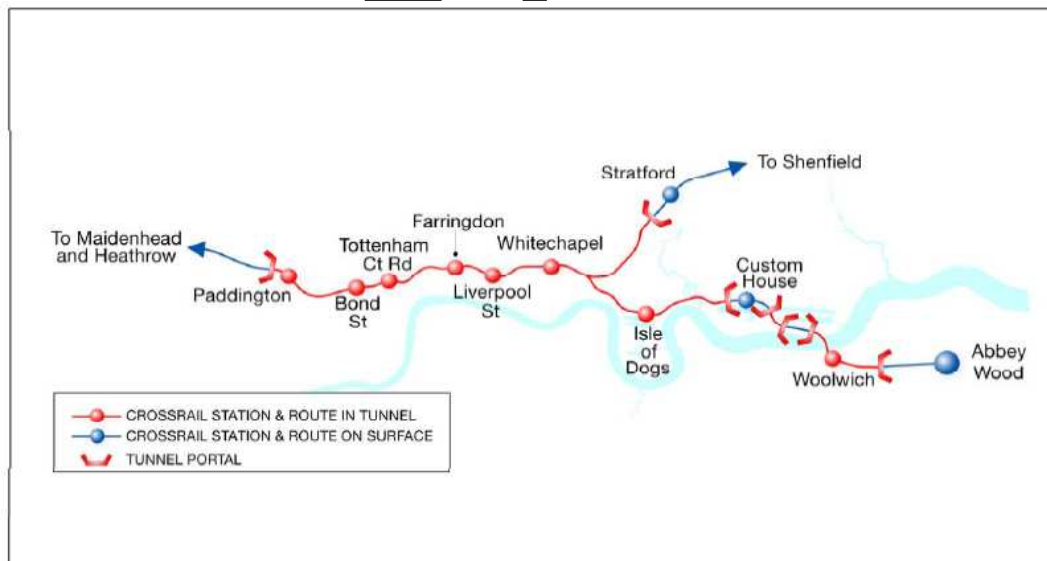 To Maidenhead
and Heathrow
Paddington
Bond
St
Tottenham
Ct Rd
Farringdon
Liverpool
St
Whitechapel
Stratford
To Shenfield
Isle
of
Dogs
Custom
House
Woolwich
Abbey
Wood
CROSSRAIL STATION & ROUTE IN TUNNEL
CROSSRAIL STATION & ROUTE ON SURFACE
TUNNEL PORTAL